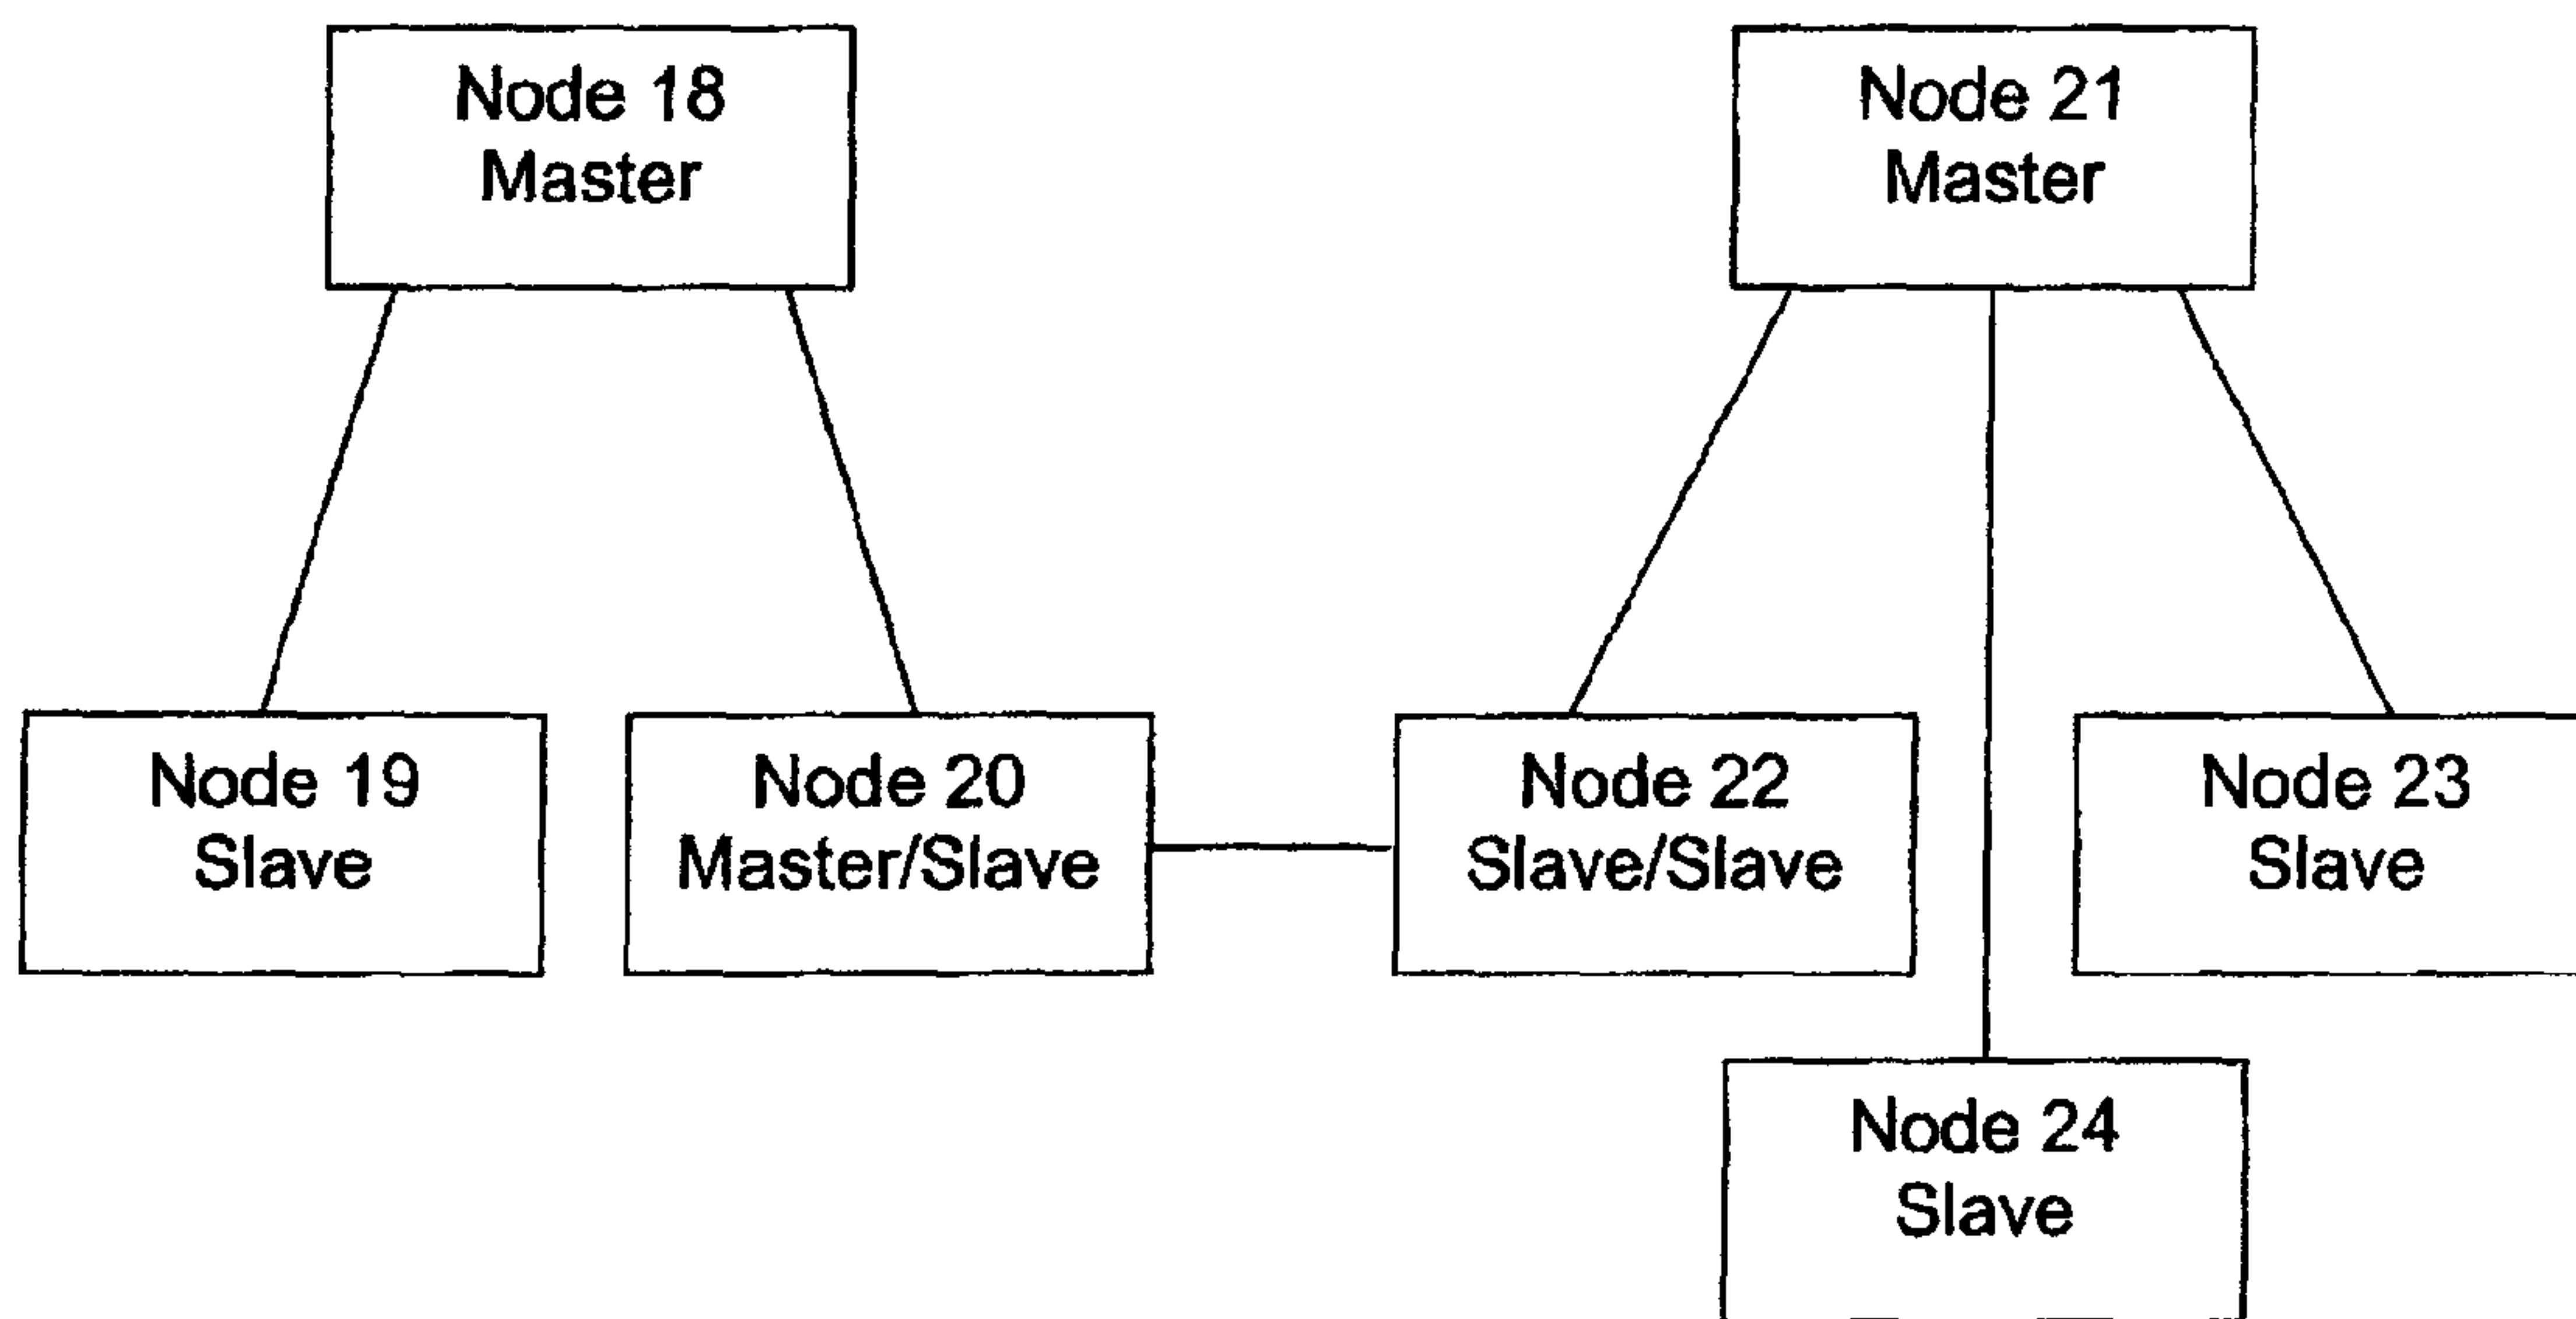 Node 18
Master
Node 21
Master
Node 19
Slave
Node 20
Master/Slave
Node 22
Slave/Slave
Node 23
Slave
Node 24
Slave